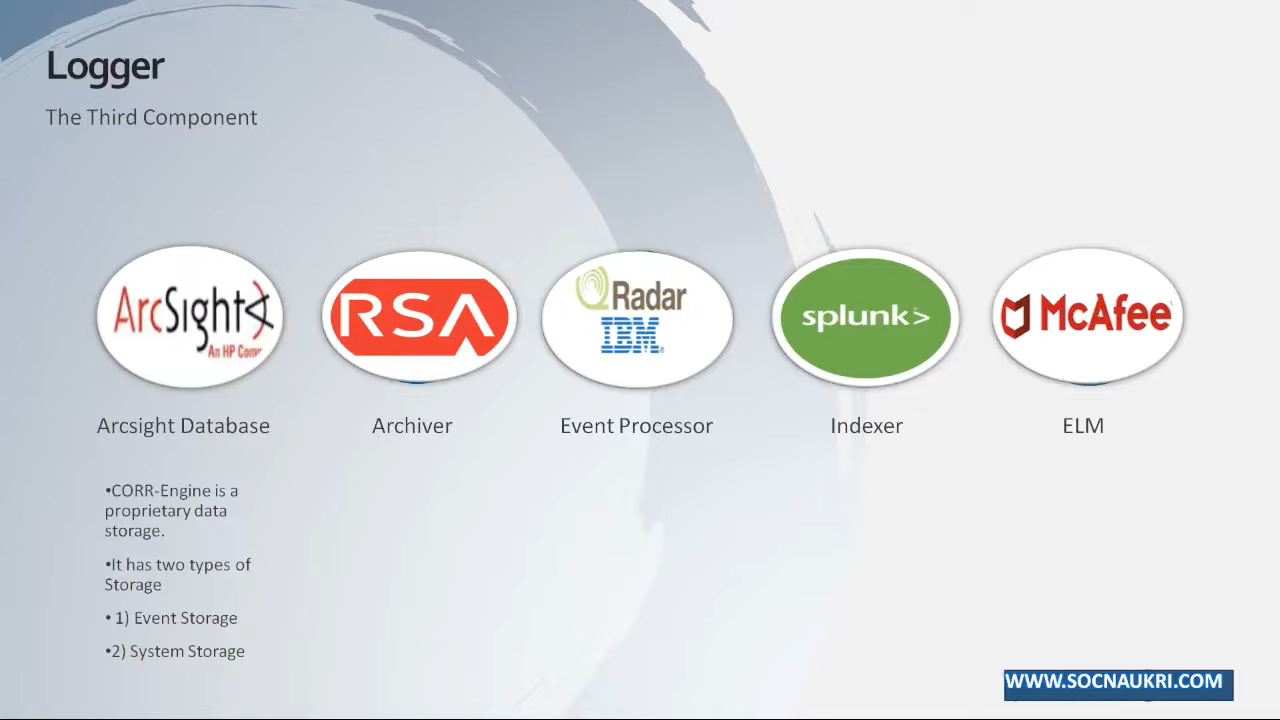 Logger
The Third Component
ArcSight
An HP Com
RSA
QRadar
IBM
splunk>
McAfee
Arcsight Database
Archiver
Event Processor
Indexer
ELM
•CORR-Engine is a
proprietary data
storage.
•It has two types of
Storage
• 1) Event Storage
•2) System Storage
WWW.SOCNAUKRI.COM